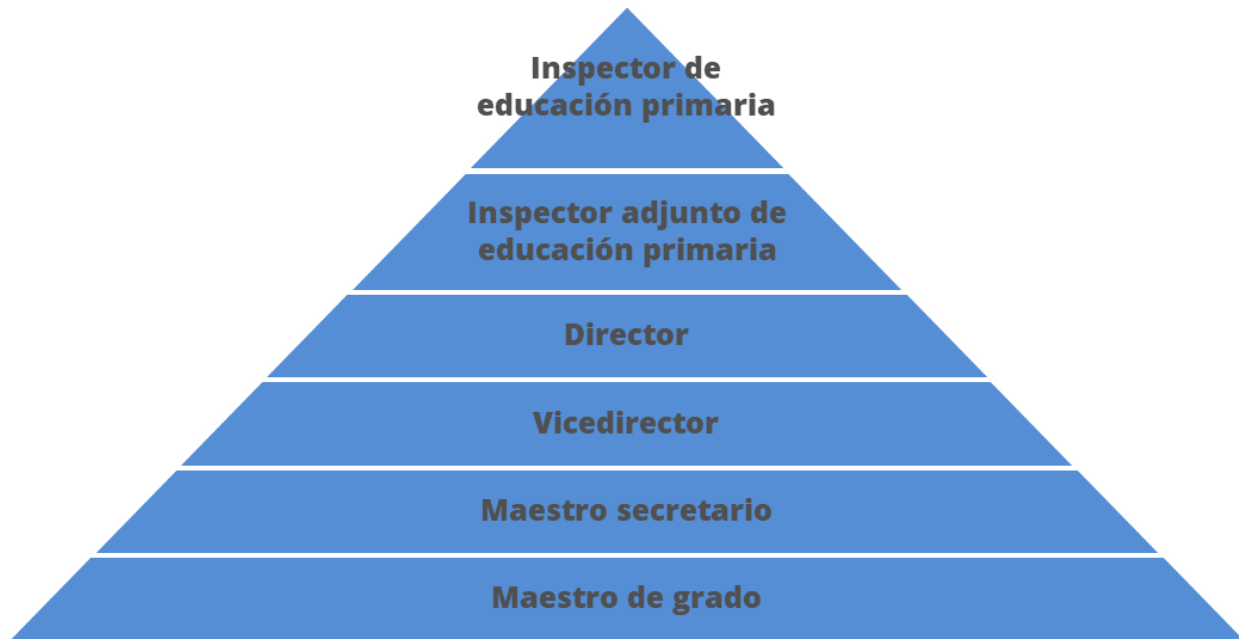 Inspector de
educación primaria
Inspector adjunto de
educación primaria
Director
Vicedirector
Maestro secretario
Maestro de grado